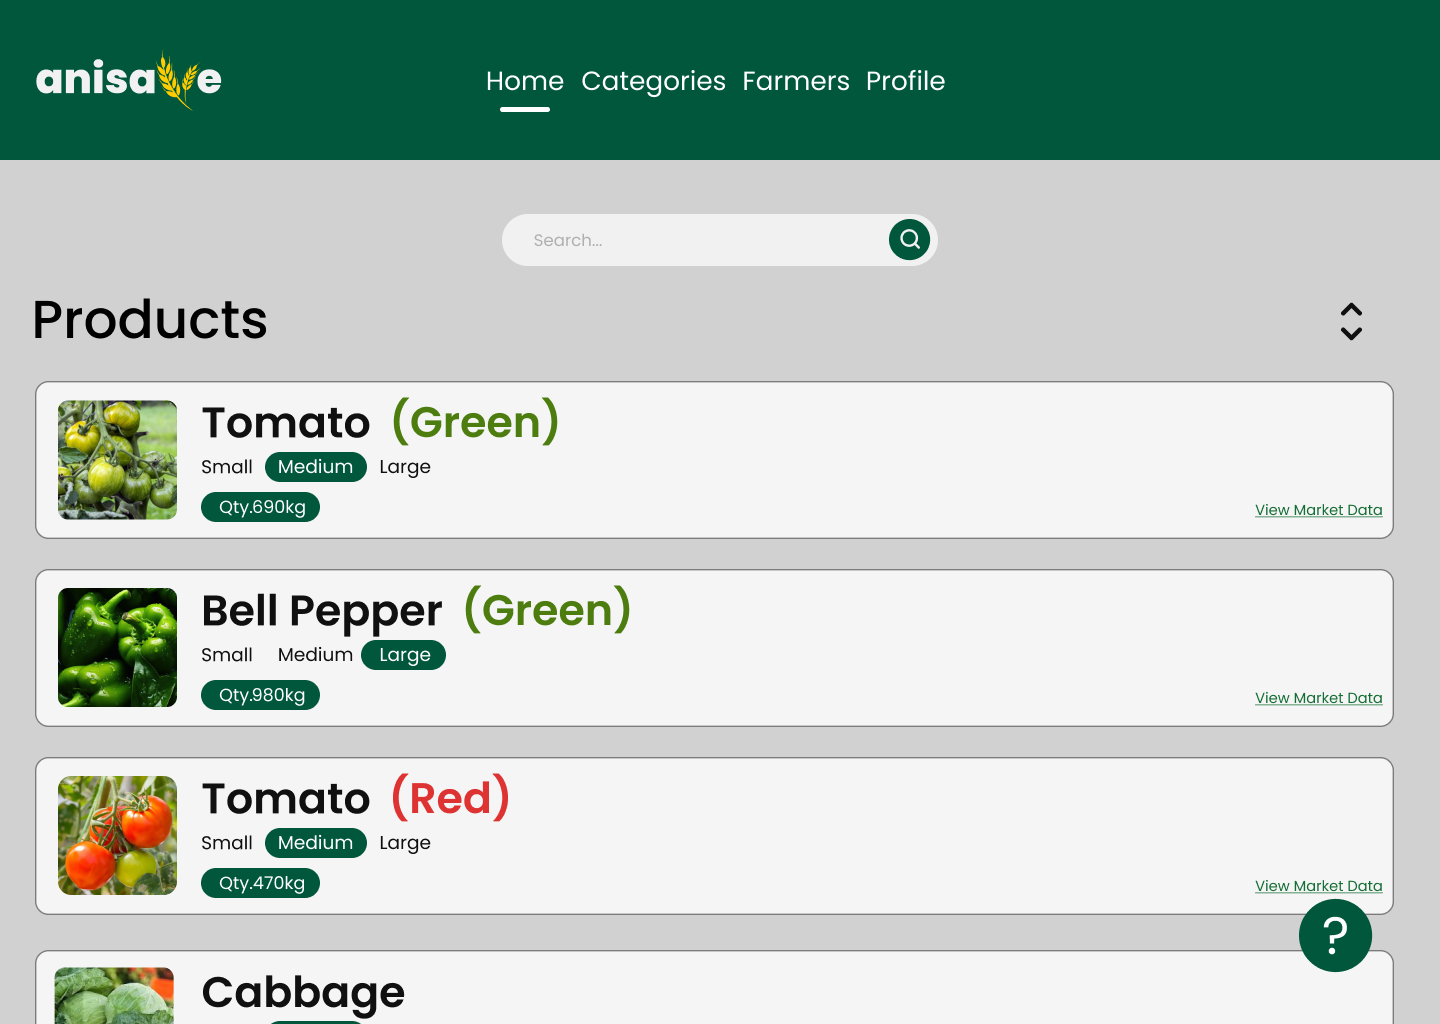 anisave
Home Categories Farmers Profile
Search...
Products
Tomato (Green)
Small Medium Large
Qty.690kg
View Market Data
Bell Pepper (Green)
Small Medium Large
Qty.980kg
View Market Data
Tomato (Red)
Small Medium Large
Qty.470kg
View Market Data
?
Cabbage